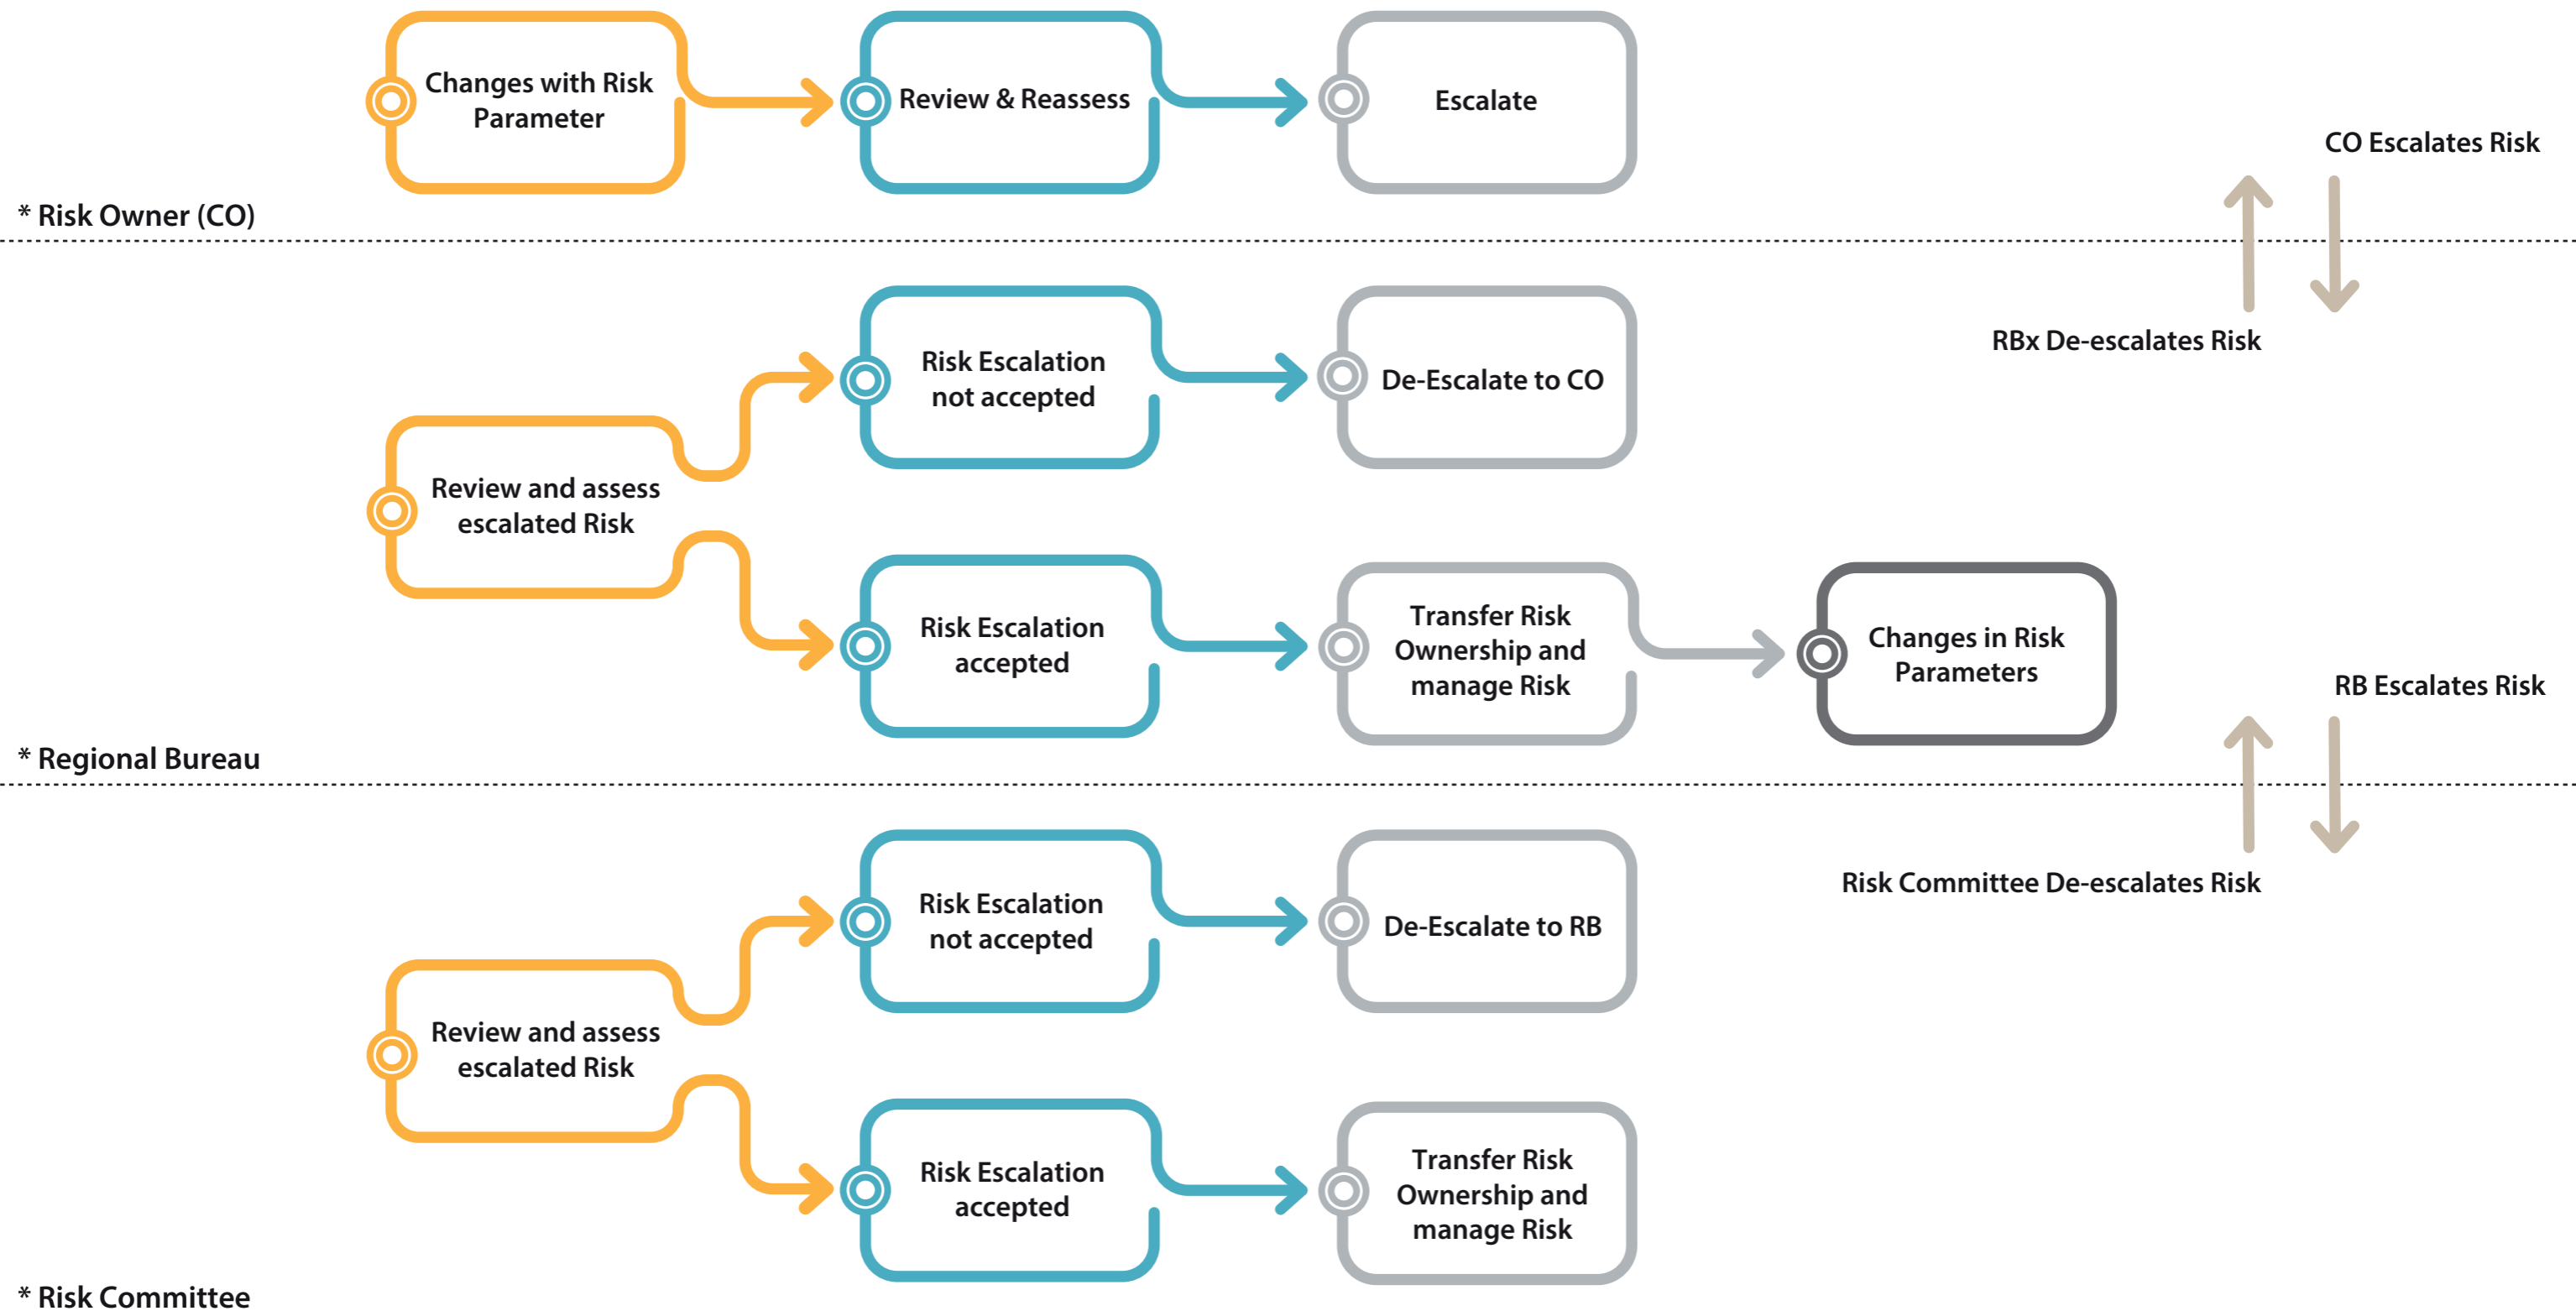 Changes with Risk
Parameter
Review & Reassess
Escalate
CO Escalates Risk
* Risk Owner (CO)
RBx De-escalates Risk
Risk Escalation
not accepted
De-Escalate to CO
Review and assess
escalated Risk
Risk Escalation
accepted
Transfer Risk
Ownership and
manage Risk
Changes in Risk
Parameters
RB Escalates Risk
* Regional Bureau
Risk Committee De-escalates Risk
Risk Escalation
not accepted
De-Escalate to RB
Review and assess
escalated Risk
Risk Escalation
accepted
Transfer Risk
Ownership and
manage Risk
* Risk Committee